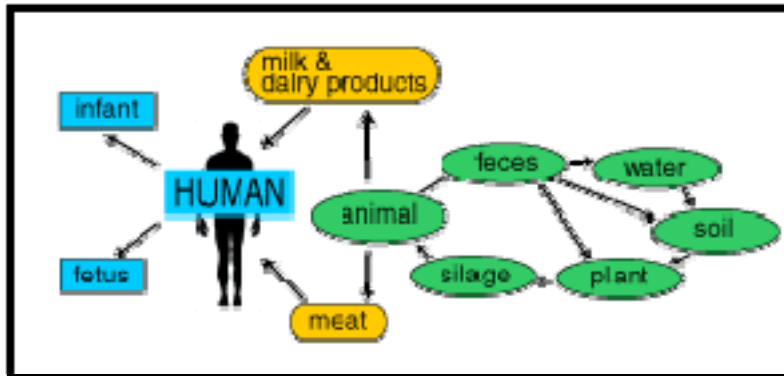 milk &
dairy products
infant
feces
water
HUMAN
animal
soil
fetus
silage
plant
meat